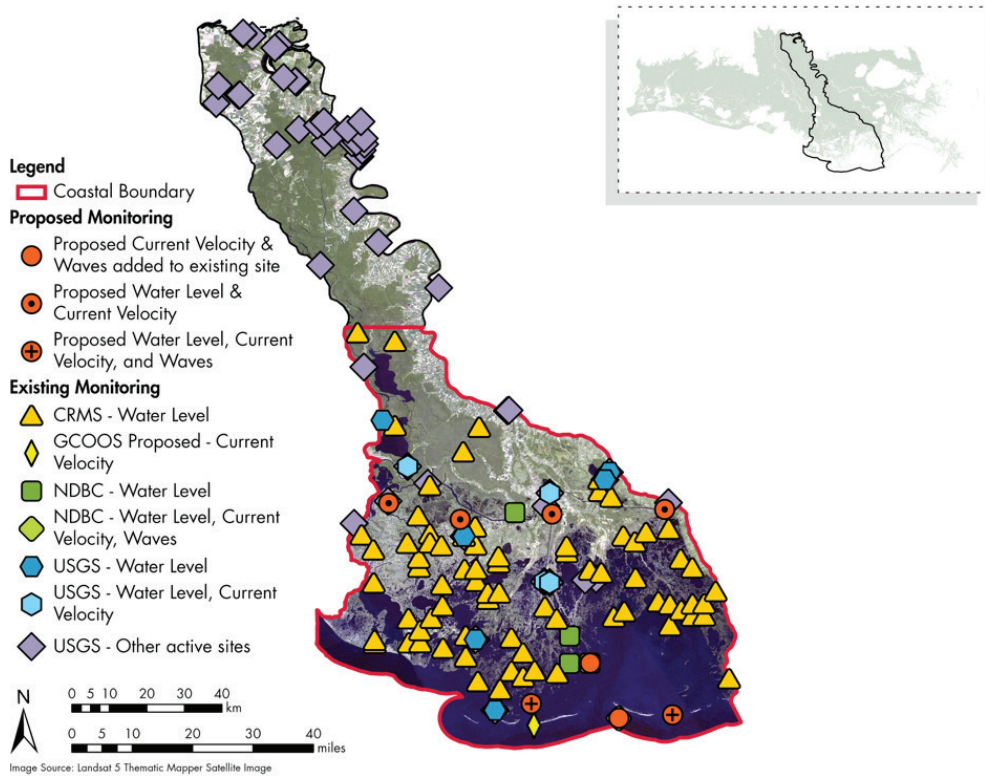 Legend
Coastal Boundary
Proposed Monitoring
Proposed Current Velocity &
Waves added to existing site
Proposed Water Level &
Current Velocity
Proposed Water Level, Current
Velocity, and Waves
Existing Monitoring
CRMS - Water Level
GCOOS Proposed - Current
Velocity
NDBC - Water Level
NDBC - Water Level, Current
Velocity, Waves
USGS - Water Level
USGS - Water Level, Current
Velocity
USGS - Other active sites
N
0 5 10 20 30 40
km
0 5 10 20 30 40
miles
Image Source: Landsat 5 Thematic Mapper Satellite Image